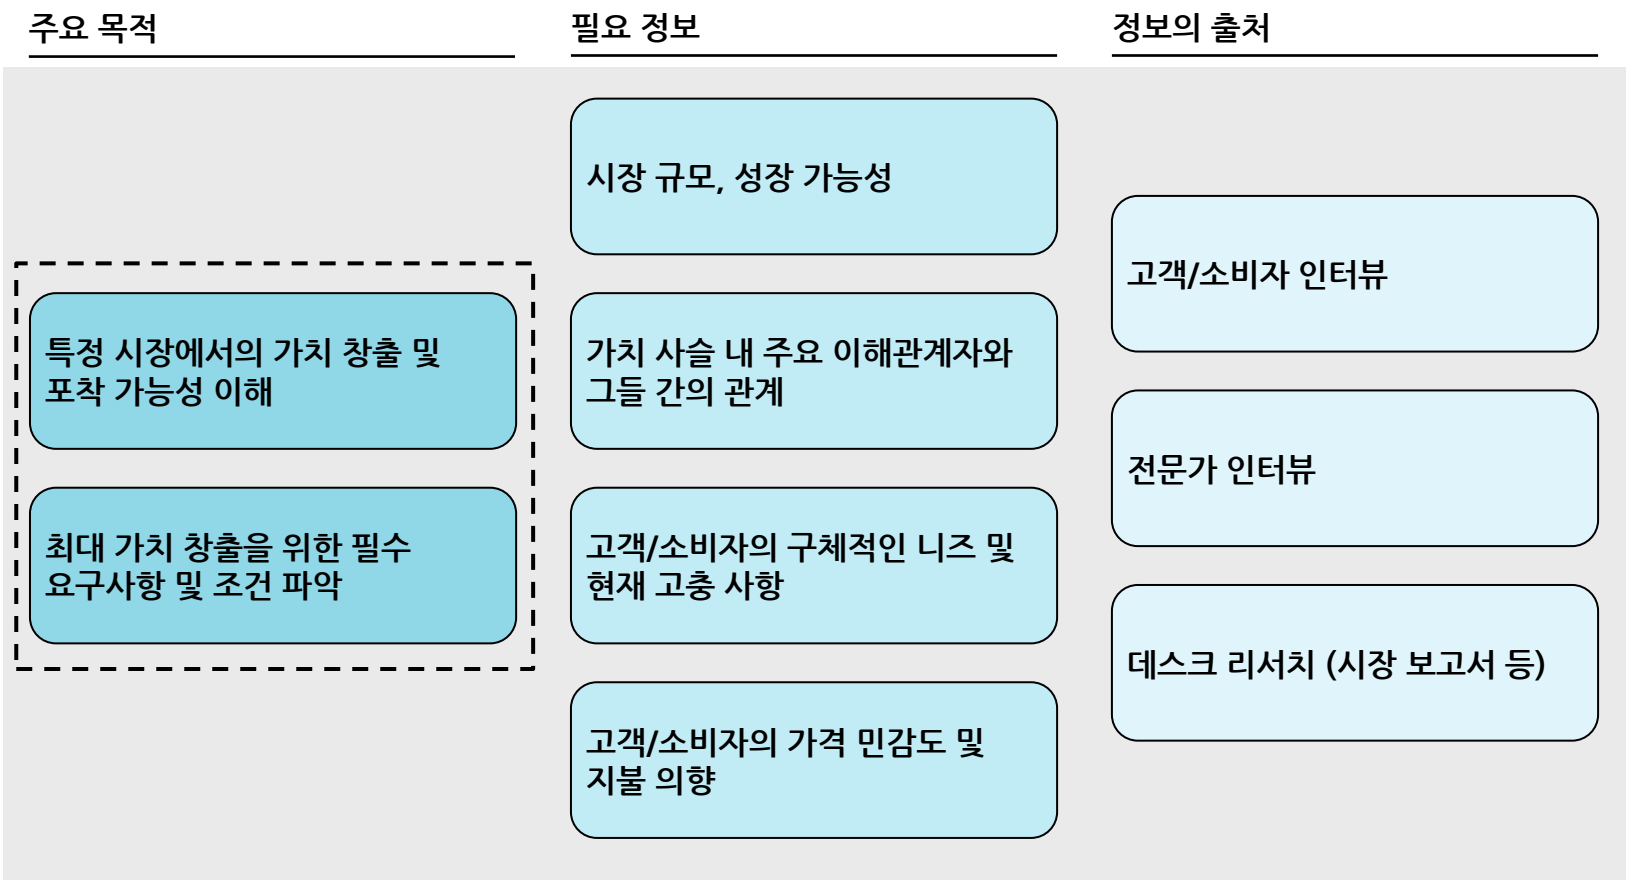 주요 목적
필요 정보
정보의 출처
특정 시장에서의 가치 창출 및
포착 가능성 이해
최대 가치 창출을 위한 필수
요구사항 및 조건 파악
시장 규모, 성장 가능성
가치 사슬 내 주요 이해관계자와
그들 간의 관계
고객/소비자의 구체적인 니즈 및
현재 고충 사항
고객/소비자의 가격 민감도 및
지불 의향
고객/소비자 인터뷰
전문가 인터뷰
데스크 리서치 (시장 보고서 등)